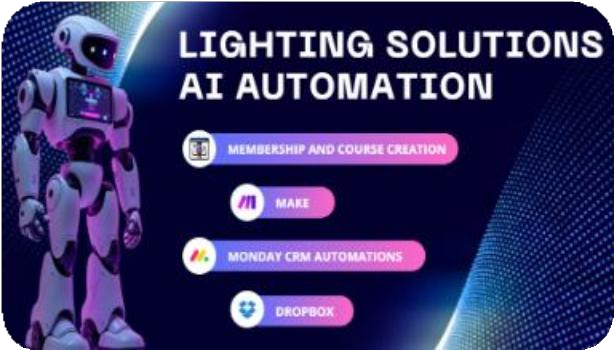 LIGHTING SOLUTIONS
AI AUTOMATION
MEMBERSHIP AND COURSE CREATION
MAKE
MONDAY CRM AUTOMATIONS
DROPBOX